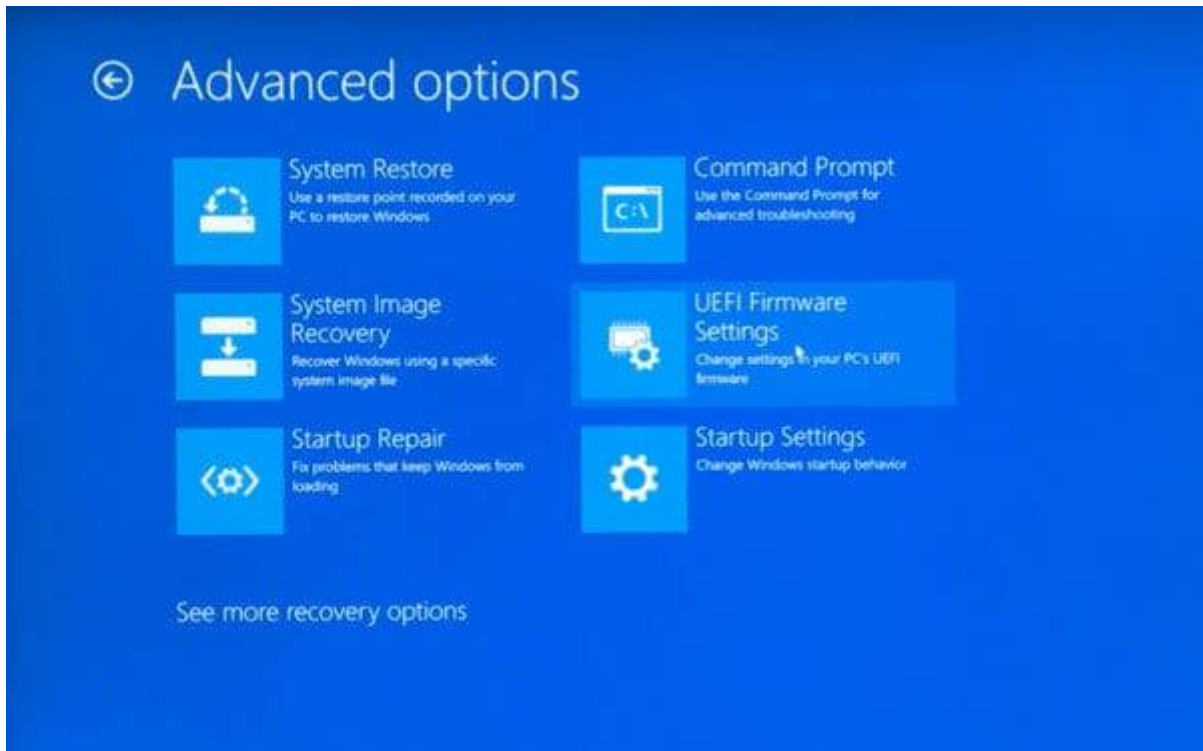 Advanced options
System Restore
Use a restore point recorded on your
PC to restore Windows
Command Prompt
Use the Command Prompt for
advanced troubleshooting
C:\
System Image
Recovery
Recover Windows using a specific
system image file
UEFI Firmware
Settings
Change settings in your PC's UEFI
firmware
Startup Repair
Fix problems that keep Windows from
loading
Startup Settings
Change Windows startup behavior
See more recovery options